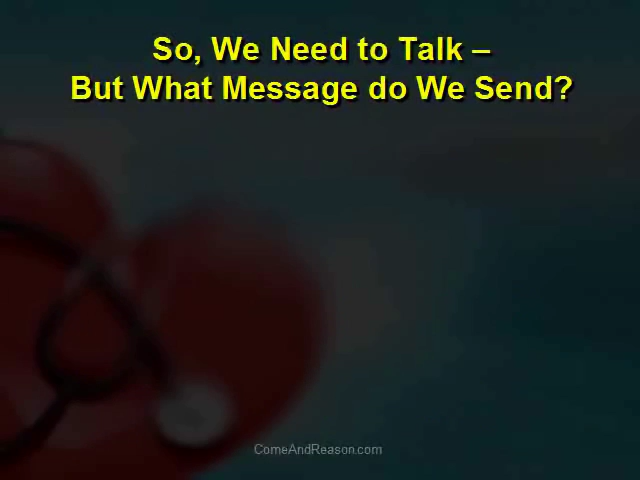 So, We Need to Talk –
But What Message do We Send?
ComeAndReason.com